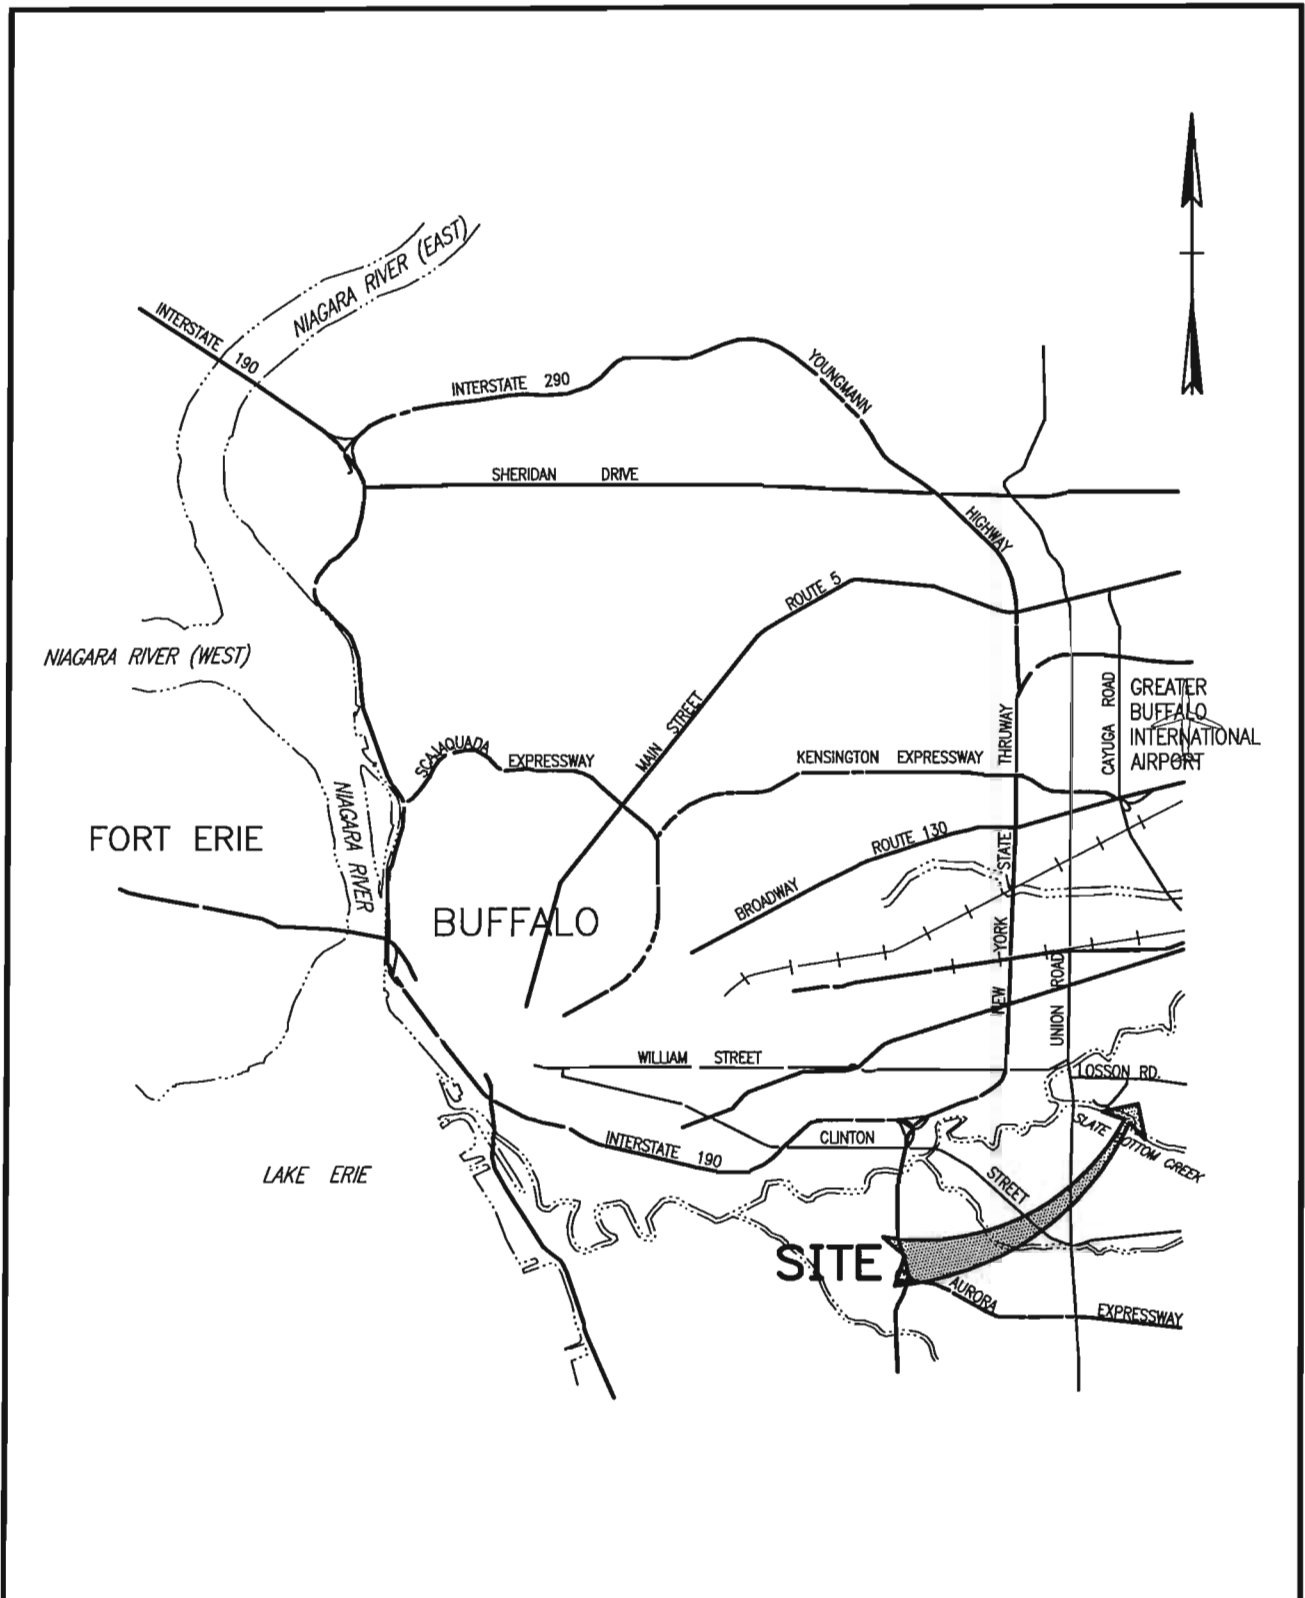 NIAGARA RIVER (EAST)
INTERSTATE 190
INTERSTATE 290
YOUNGMANN
SHERIDAN DRIVE
HIGHWAY
ROUTE 5
NIAGARA RIVER (WEST)
MAIN STREET
THRUWAY
CAYUGA ROAD
GREATER
BUFFALO
INTERNATIONAL
AIRPORT
SCAJAQUADA
EXPRESSWAY
KENSINGTON EXPRESSWAY
NIAGARA RIVER
FORT ERIE
ROUTE 130
STATE
BROADWAY
BUFFALO
YORK
NEW
UNION ROAD
WILLIAM STREET
LOSSON RD.
SLATE BOTTOM CREEK
CLINTON
INTERSTATE 190
STREET
LAKE ERIE
SITE
AURORA
EXPRESSWAY